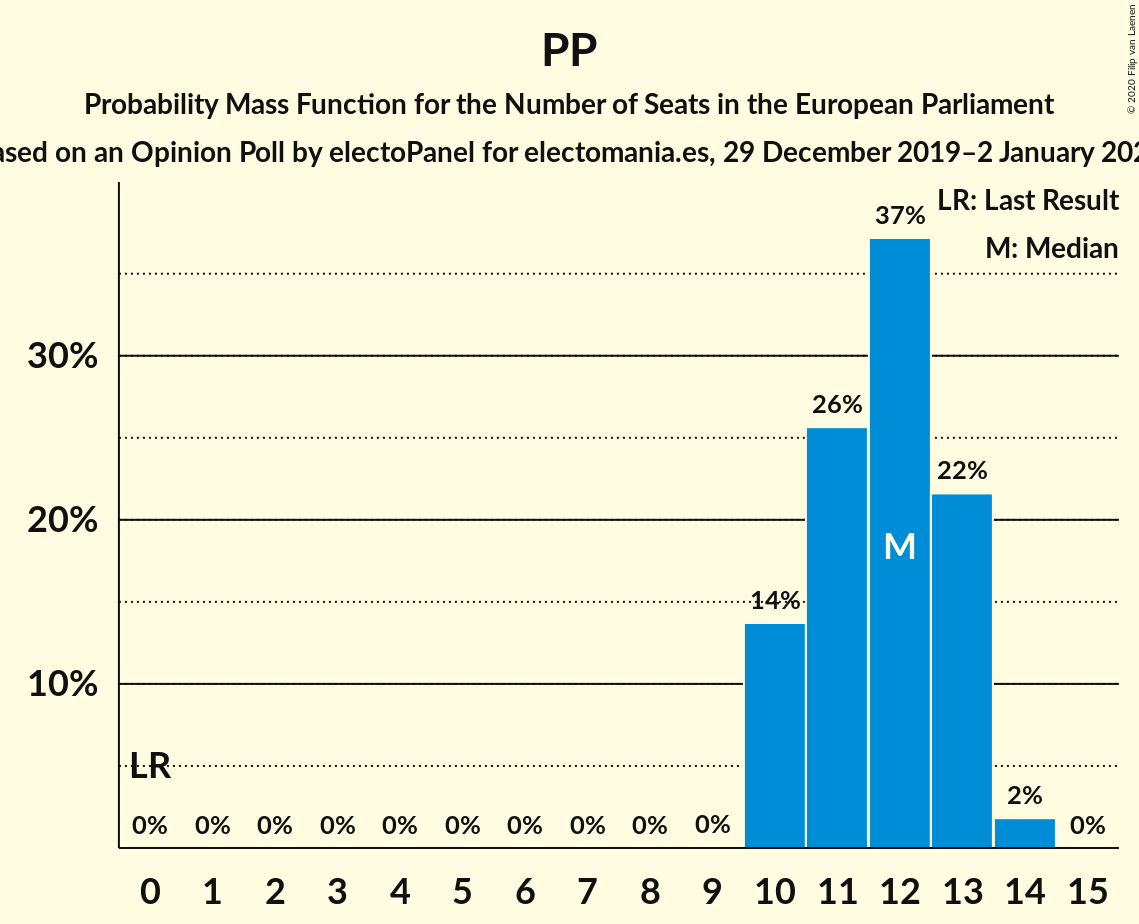 PP
Probability Mass Function for the Number of Seats in the European Parliament
ased on an Opinion Poll by electoPanel for electomania.es, 29 December 2019–2 January 202
© 2020 Filip van Laenen
LR: Last Result
M: Median
37%
30%
26%
22%
20%
M
14%
10%
LR
2%
0% 0% 0% 0% 0% 0% 0% 0% 0% 0% 0%
0 1 2 3 4 5 6 7 8 9 10 11 12 13 14 15